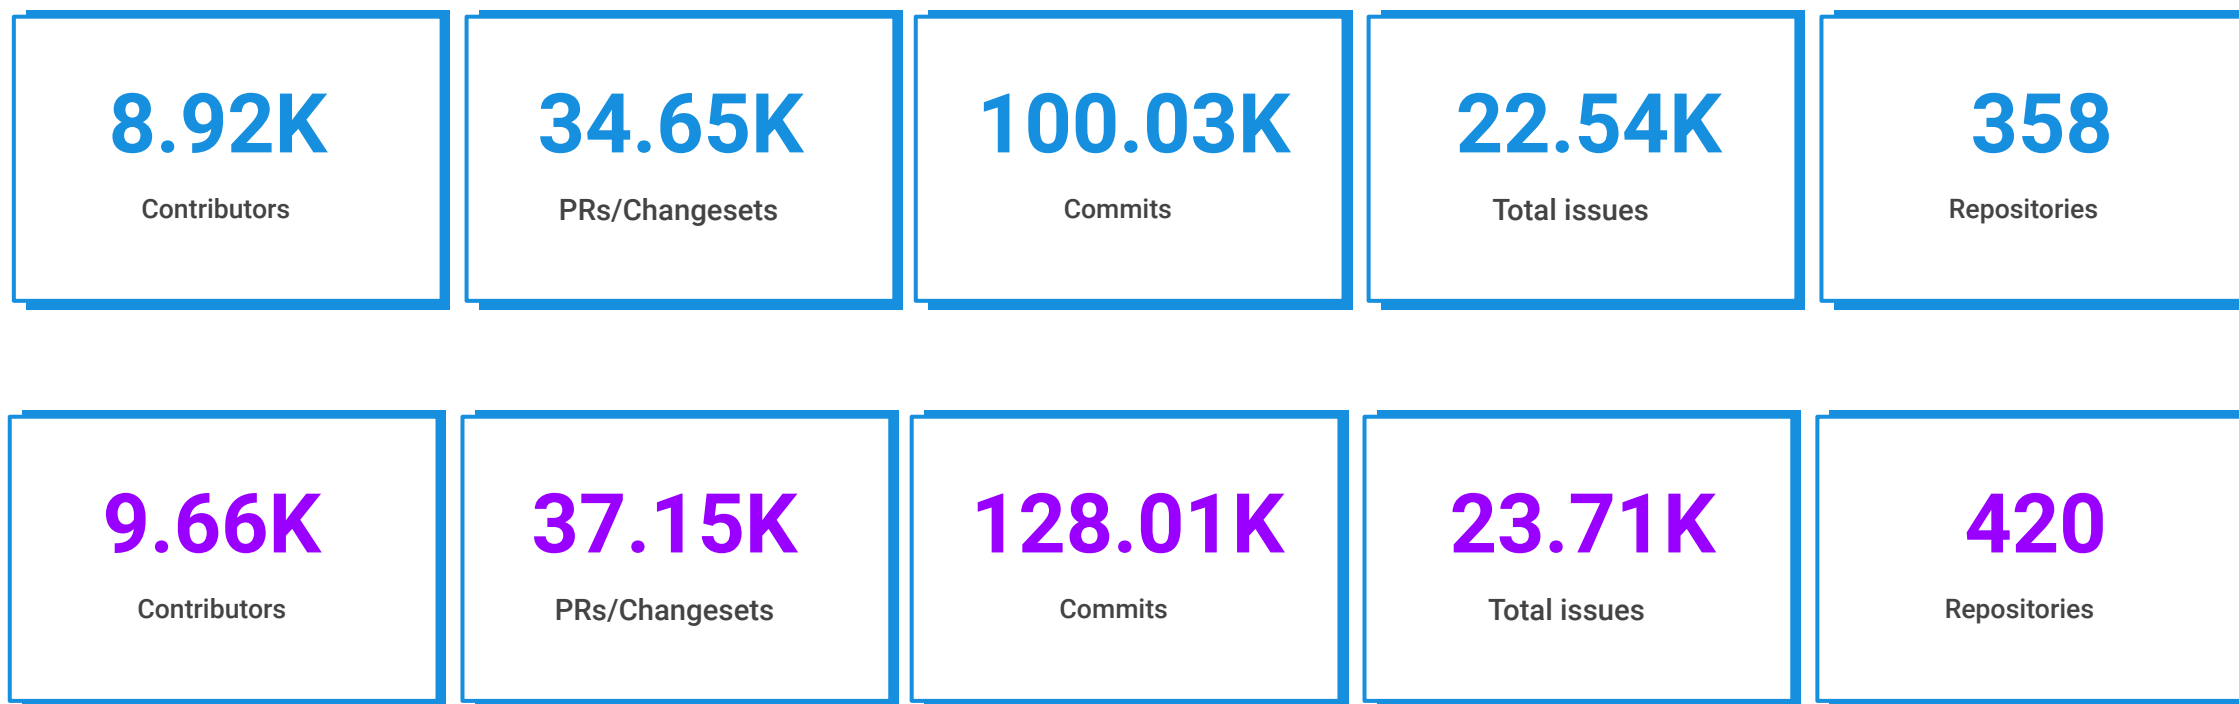 8.92K 34.65K 100.03K 22.54K 358
Contributors PRs/Changesets Commits Total issues Repositories
9.66K 37.15K 128.01K 23.71K 420
Contributors PRs/Changesets Commits Total issues Repositories